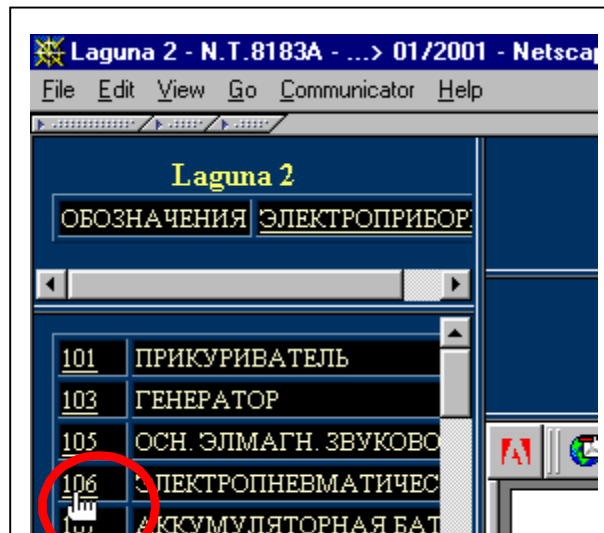 Laguna 2 - N.T.8183A - ...> 01/2001 - Netscap
File Edit View Go Communicator Help
Laguna 2
ОБОЗНАЧЕНИЯ ЭЛЕКТРОПРИБОР
101 ПРИКУРИВАТЕЛЬ
103 ГЕНЕРАТОР
105 ОСН. ЭЛМАГН. ЗВУКОВО
106 ЭЛЕКТРОПНЕВМАТИЧЕС
107 АККУМУЛЯТОРНАЯ БАТ